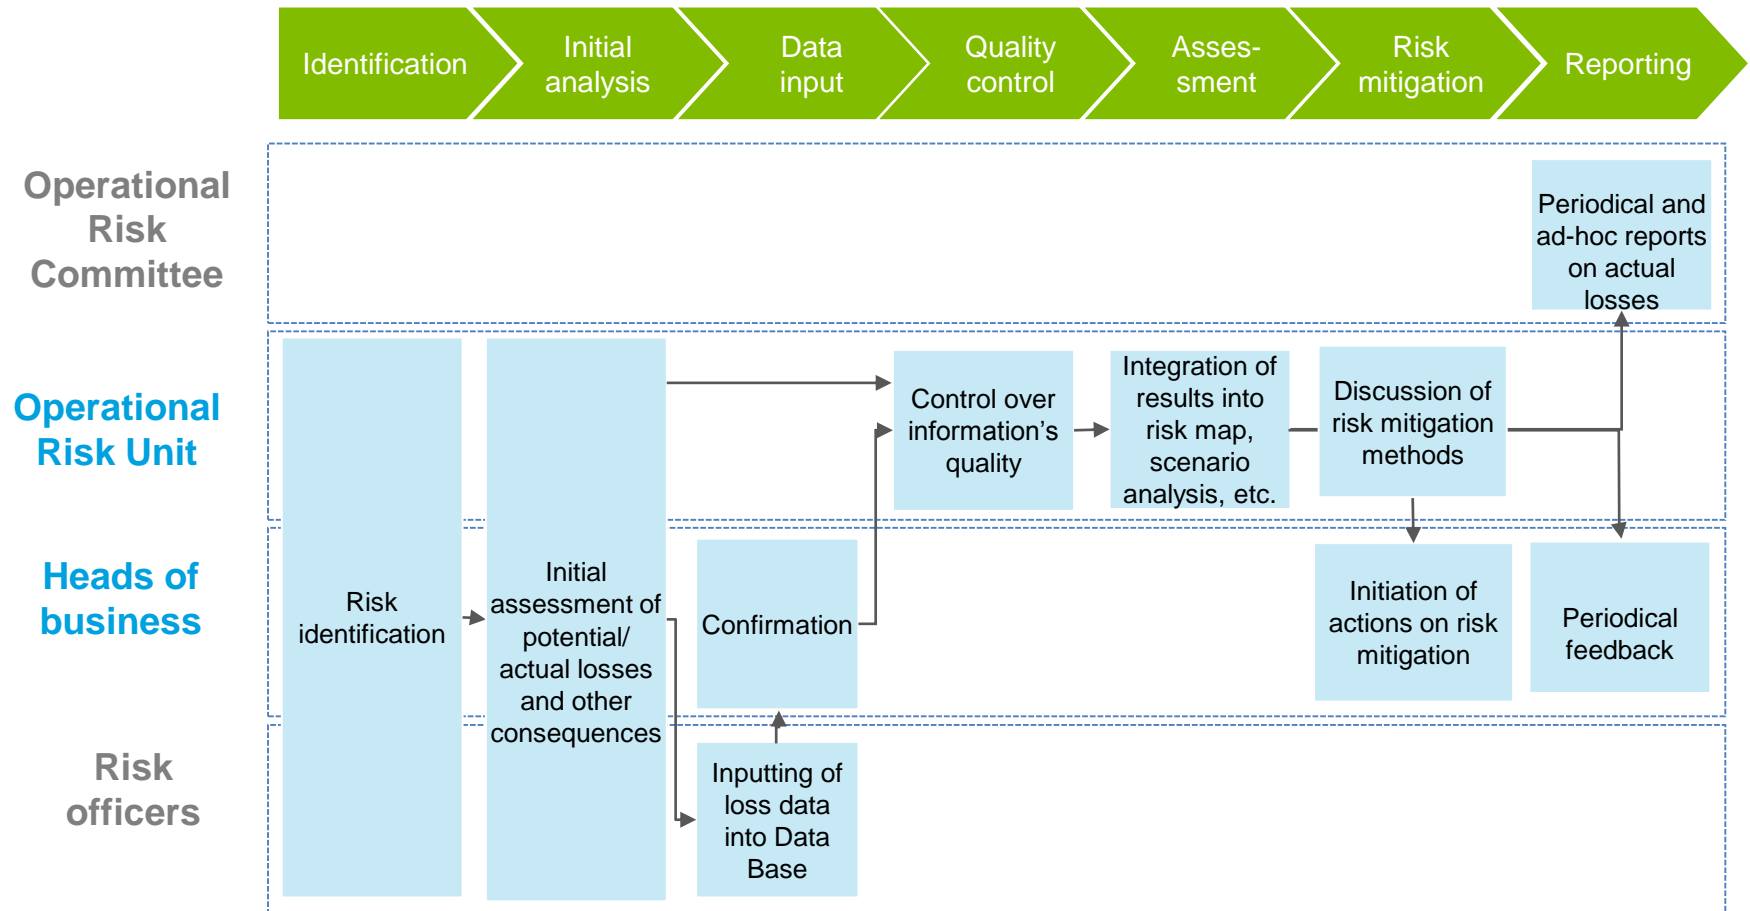 Identification
Initial
analysis
Data
input
Quality
control
Asses-
sment
Risk
mitigation
Reporting
Operational
Risk
Committee
Periodical and
ad-hoc reports
on actual
losses
Operational
Risk Unit
Control over
information’s
quality
Integration of
results into
risk map,
scenario
analysis, etc.
Discussion of
risk mitigation
methods
Heads of
business
Risk
identification
Initial
assessment of
potential/
actual losses
and other
consequences
Confirmation
Initiation of
actions on risk
mitigation
Periodical
feedback
Risk
officers
Inputting of
loss data
into Data
Base